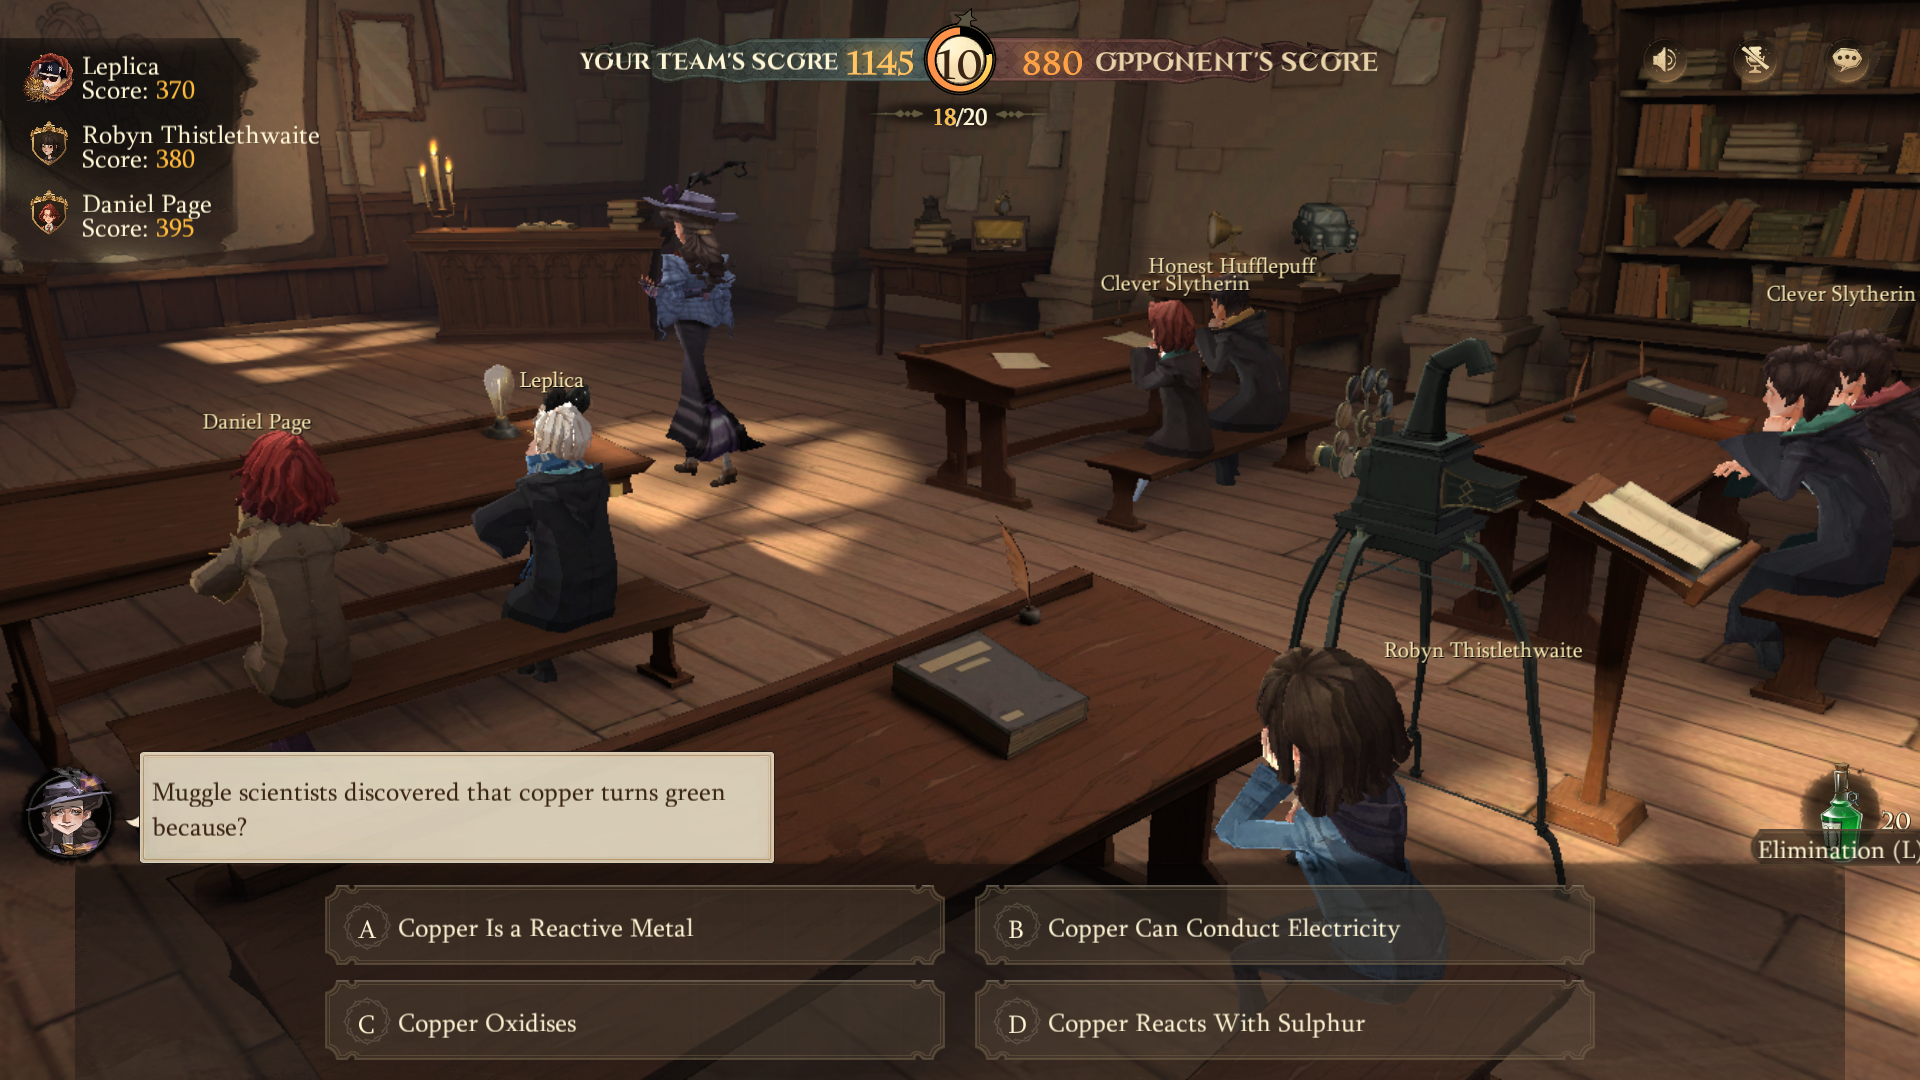 Leplica
Score: 370
Robyn Thistlethwaite
Score: 380
Daniel Page
Score: 395
YOUR TEAM'S SCORE 1145
10
880 OPPONENT'S SCORE
18/20
Honest Hufflepuff
Clever Slytherin
Clever Slytherin
Leplica
Daniel Page
Robyn Thistlethwaite
Muggle scientists discovered that copper turns green
because?
20
Elimination (L)
A Copper Is a Reactive Metal
B Copper Can Conduct Electricity
C Copper Oxidises
D Copper Reacts With Sulphur